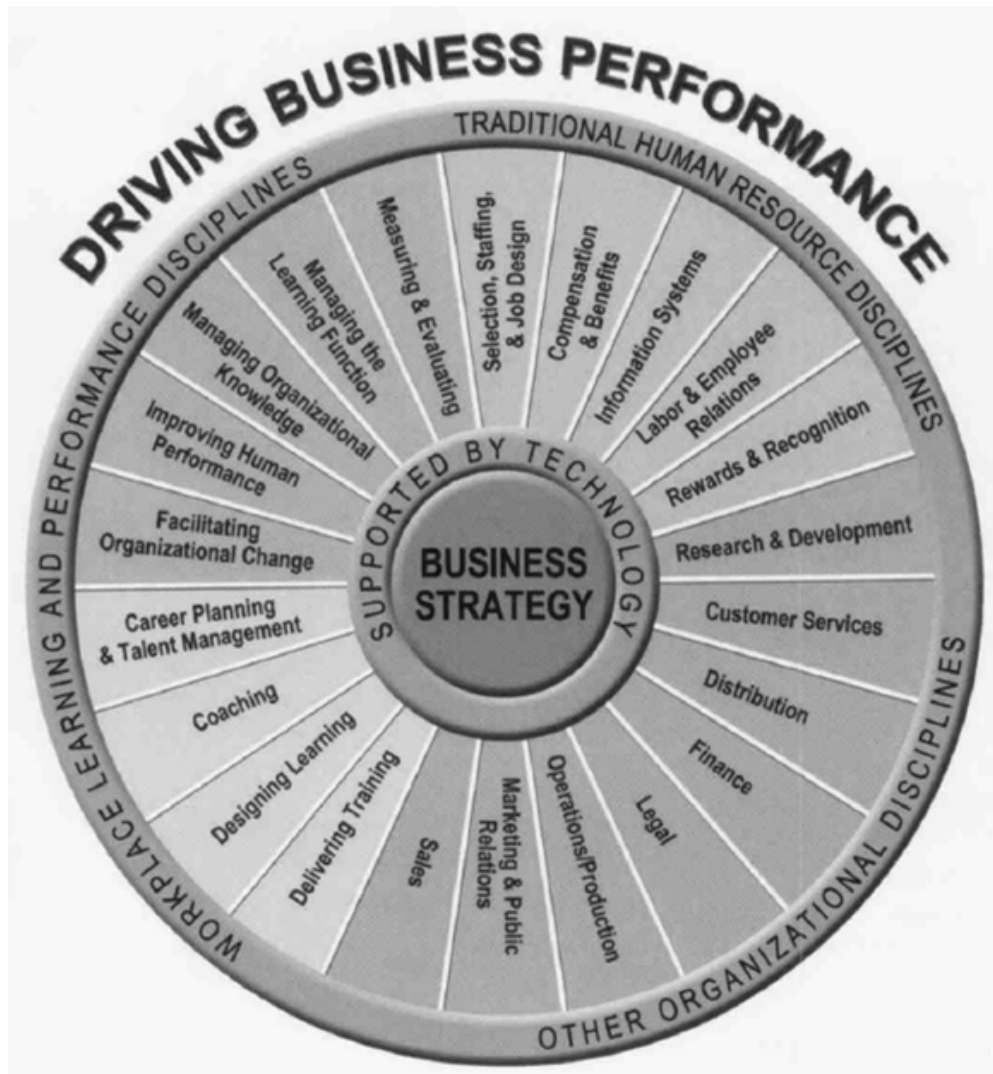 DRIVING BUSINESS PERFORMANCE
TRADITIONAL HUMAN RESOURCE DISCIPLINES
Selection, Staffing,
& Job Design
Compensation
& Benefits
Information Systems
Labor & Employee
Relations
Rewards & Recognition
OTHER ORGANIZATIONAL DISCIPLINES
Research & Development
Customer Services
Distribution
Finance
Legal
Operations/Production
Marketing & Public
Relations
Sales
WORKPLACE LEARNING AND PERFORMANCE DISCIPLINES
Delivering Training
Designing Learning
Coaching
Career Planning
& Talent Management
Facilitating
Organizational Change
Improving Human
Performance
Managing Organizational
Knowledge
Managing the
Learning Function
Measuring & Evaluating
SUPPORTED BY TECHNOLOGY
BUSINESS
STRATEGY